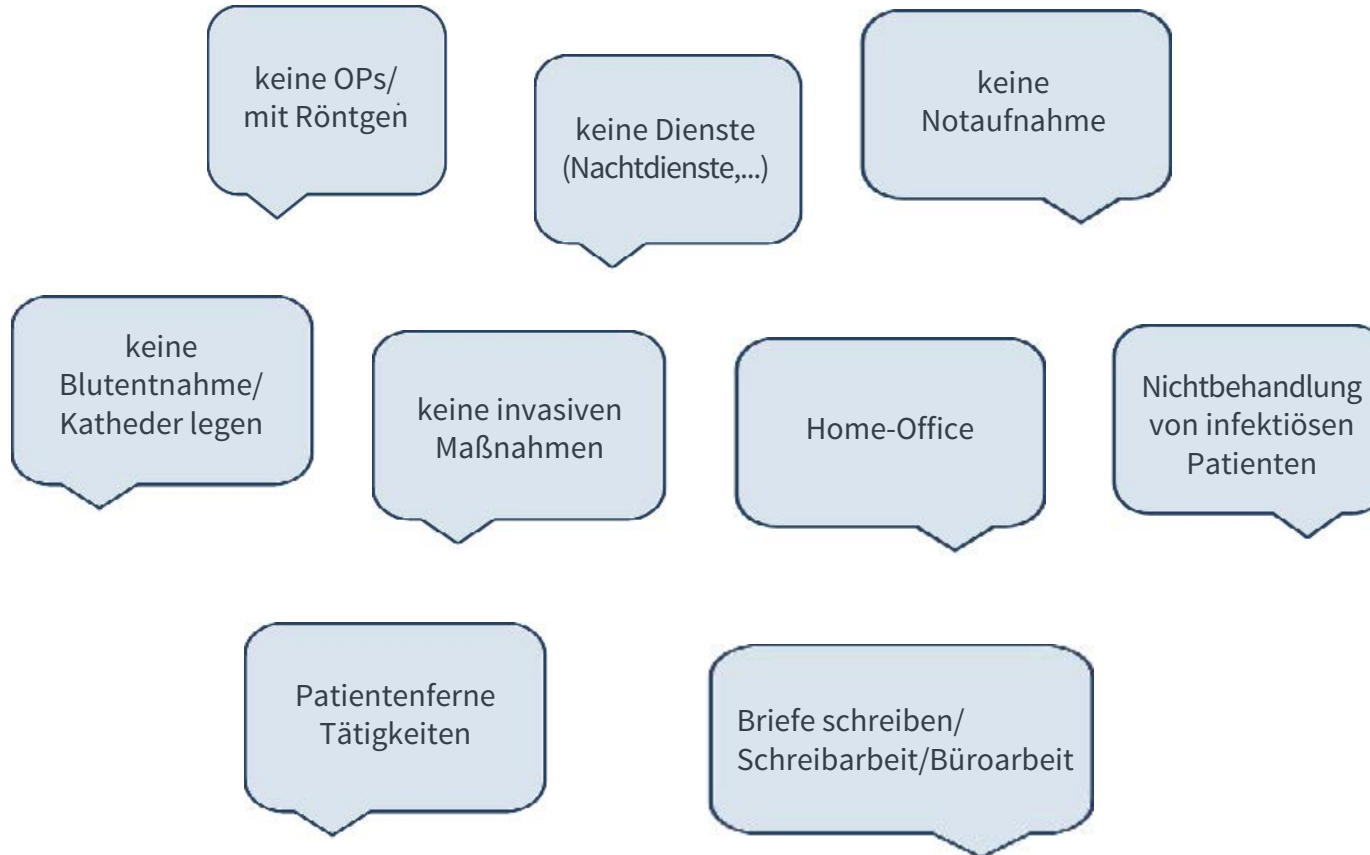 keine OPs/
mit Röntgen
keine Dienste
(Nachtdienste,...)
keine
Notaufnahme
keine
Blutentnahme/
Katheder legen
keine invasiven
Maßnahmen
Home-Office
Nichtbehandlung
von infektiösen
Patienten
Patientenferne
Tätigkeiten
Briefe schreiben/
Schreibarbeit/Büroarbeit